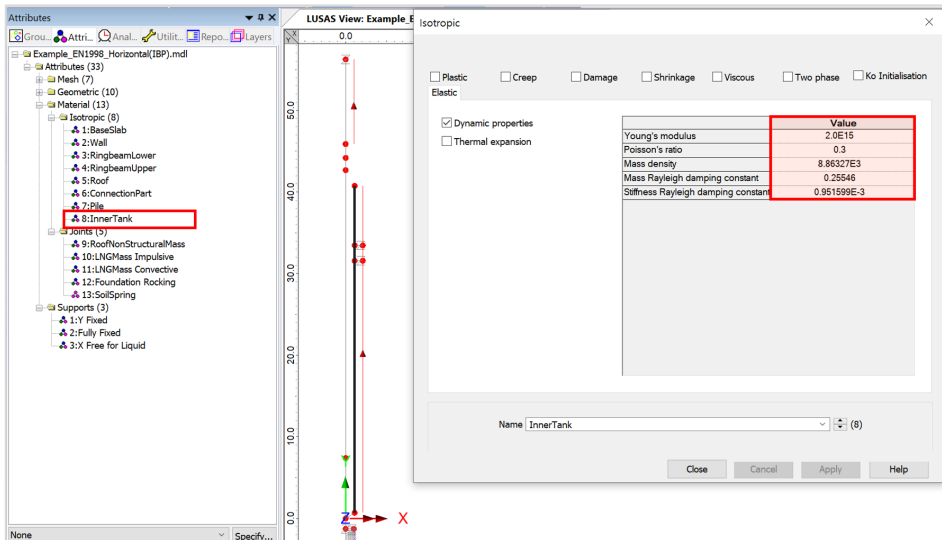 Attributes
Grou... Attri... Anal... Utilit... Repo... Layers
Example_EN1998_Horizontal(IBP).mdl
Attributes (33)
Mesh (7)
Geometric (10)
Material (13)
Isotropic (8)
1:BaseSlab
2:Wall
3:RingbeamLower
4:RingbeamUpper
5:Roof
6:ConnectionPart
7:Pile
8:InnerTank
Joints (5)
9:RoofNonStructuralMass
10:LNGMass Impulsive
11:LNGMass Convective
12:Foundation Rocking
13:SoilSpring
Supports (3)
1:Y Fixed
2:Fully Fixed
3:X Free for Liquid
None
Specify...
LUSAS View: Example_E
X
0.0
50.0
40.0
30.0
20.0
10.0
0.0
Z
X
Isotropic
Plastic Creep Damage Shrinkage Viscous Two phase Ko Initialisation
Elastic
Dynamic properties
Thermal expansion
Value
Young's modulus 2.0E15
Poisson's ratio 0.3
Mass density 8.86327E3
Mass Rayleigh damping constant 0.25546
Stiffness Rayleigh damping constant 0.951599E-3
Name InnerTank (8)
Close Cancel Apply Help